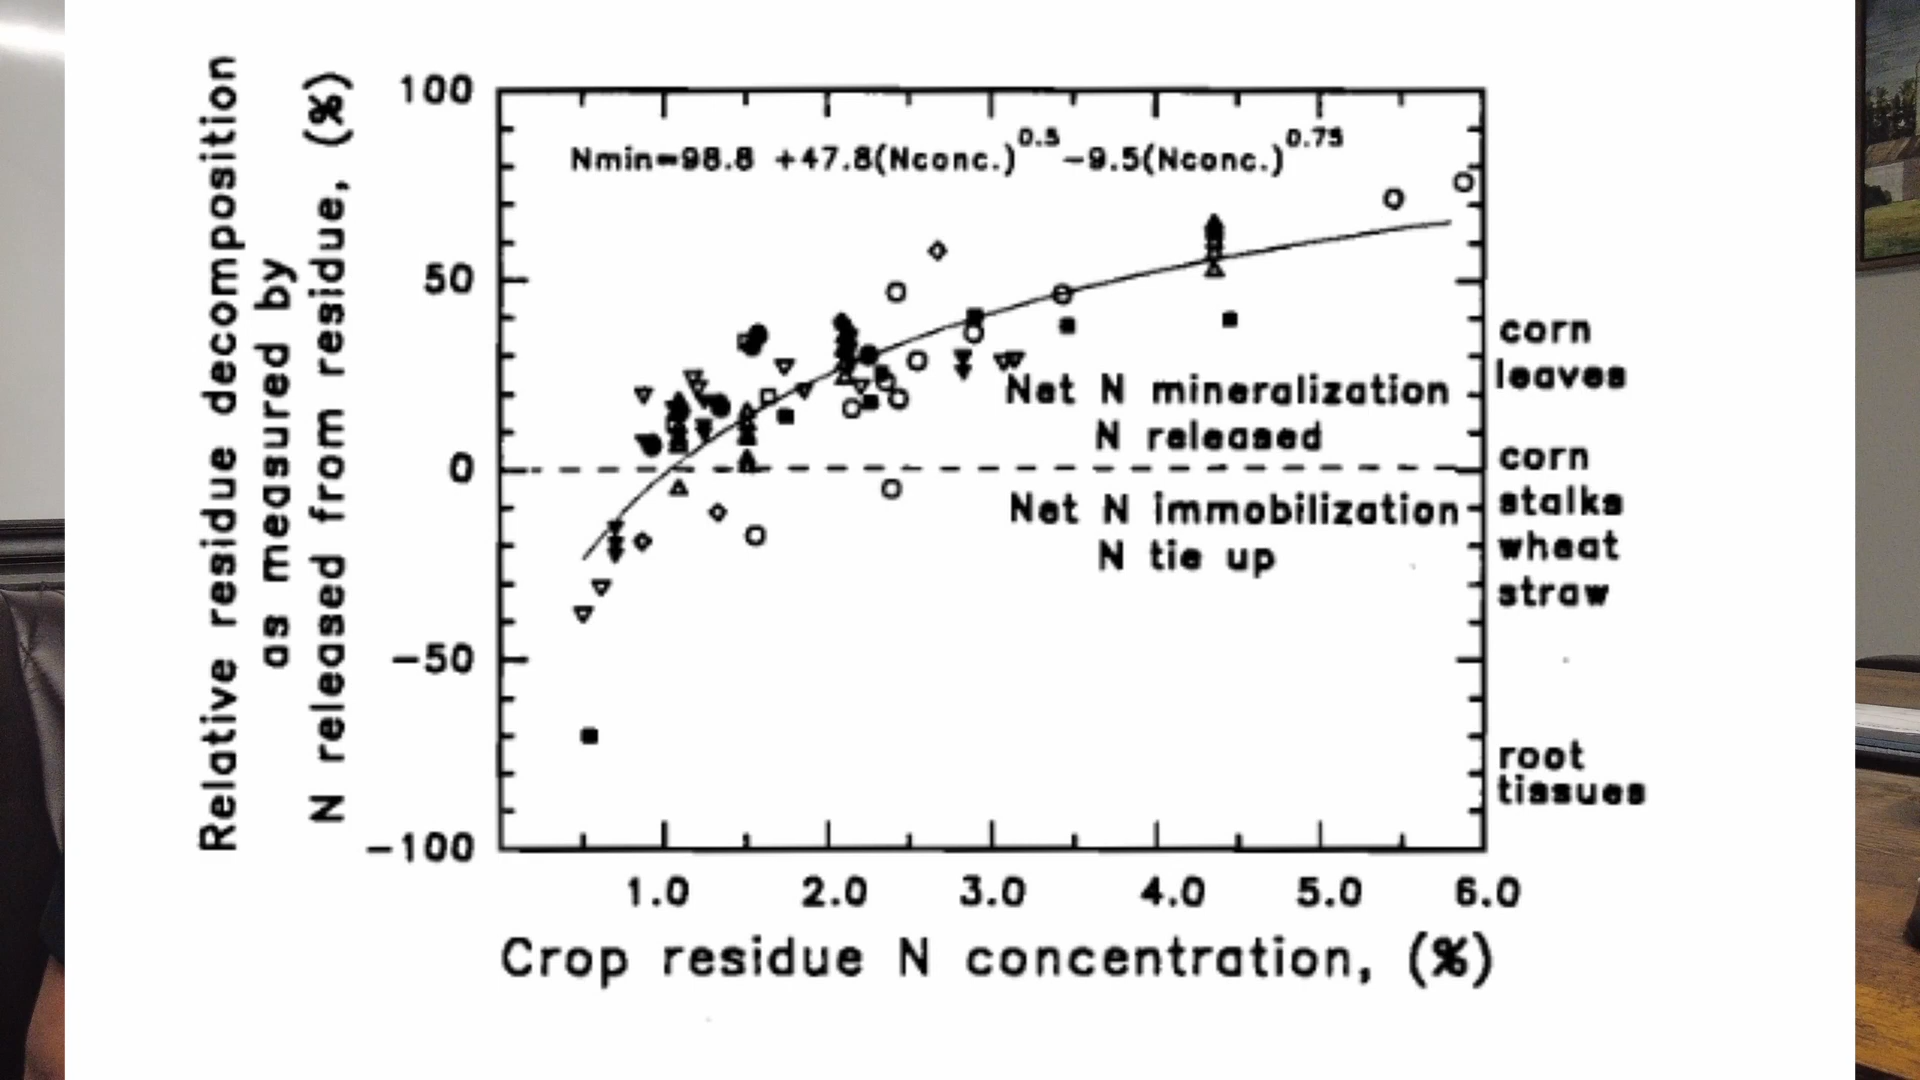 Relative residue decomposition
as measured by
N released from residue, (%)
100
50
0
-50
-100
Nmin=98.8 +47.8(Nconc.)^0.5-9.5(Nconc.)^0.75
Net N mineralization
N released
Net N immobilization
N tie up
corn
leaves
corn
stalks
wheat
straw
root
tissues
1.0 2.0 3.0 4.0 5.0 6.0
Crop residue N concentration, (%)